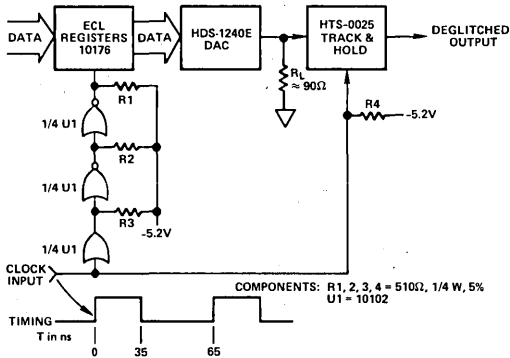 DATA
ECL
REGISTERS
10176
DATA
HDS-1240E
DAC
HTS-0025
TRACK &
HOLD
DEGLITCHED
OUTPUT
R1
RL
≈ 90Ω
R4
-5.2V
1/4 U1
R2
1/4 U1
R3
-5.2V
1/4 U1
CLOCK
INPUT
COMPONENTS: R1, 2, 3, 4 = 510Ω, 1/4 W, 5%
U1 = 10102
TIMING
T in ns
0
35
65